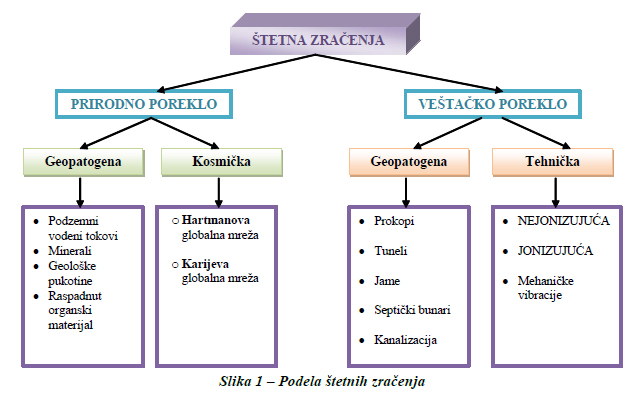 ŠTETNA ZRAČENJA
PRIRODNO POREKLO
VEŠTAČKO POREKLO
Geopatogena
Kosmička
Geopatogena
Tehnička
• Podzemni
vodeni tokovi
• Minerali
• Geološke
pukotine
• Raspadnut
organski
materijal
o Hartmanova
globalna mreža
o Karijeva
globalna mreža
• Prokopi
• Tuneli
• Jame
• Septički bunari
• Kanalizacija
• NEJONIZUJUĆA
• JONIZUJUĆA
• Mehaničke
vibracije
Slika 1 – Podela štetnih zračenja